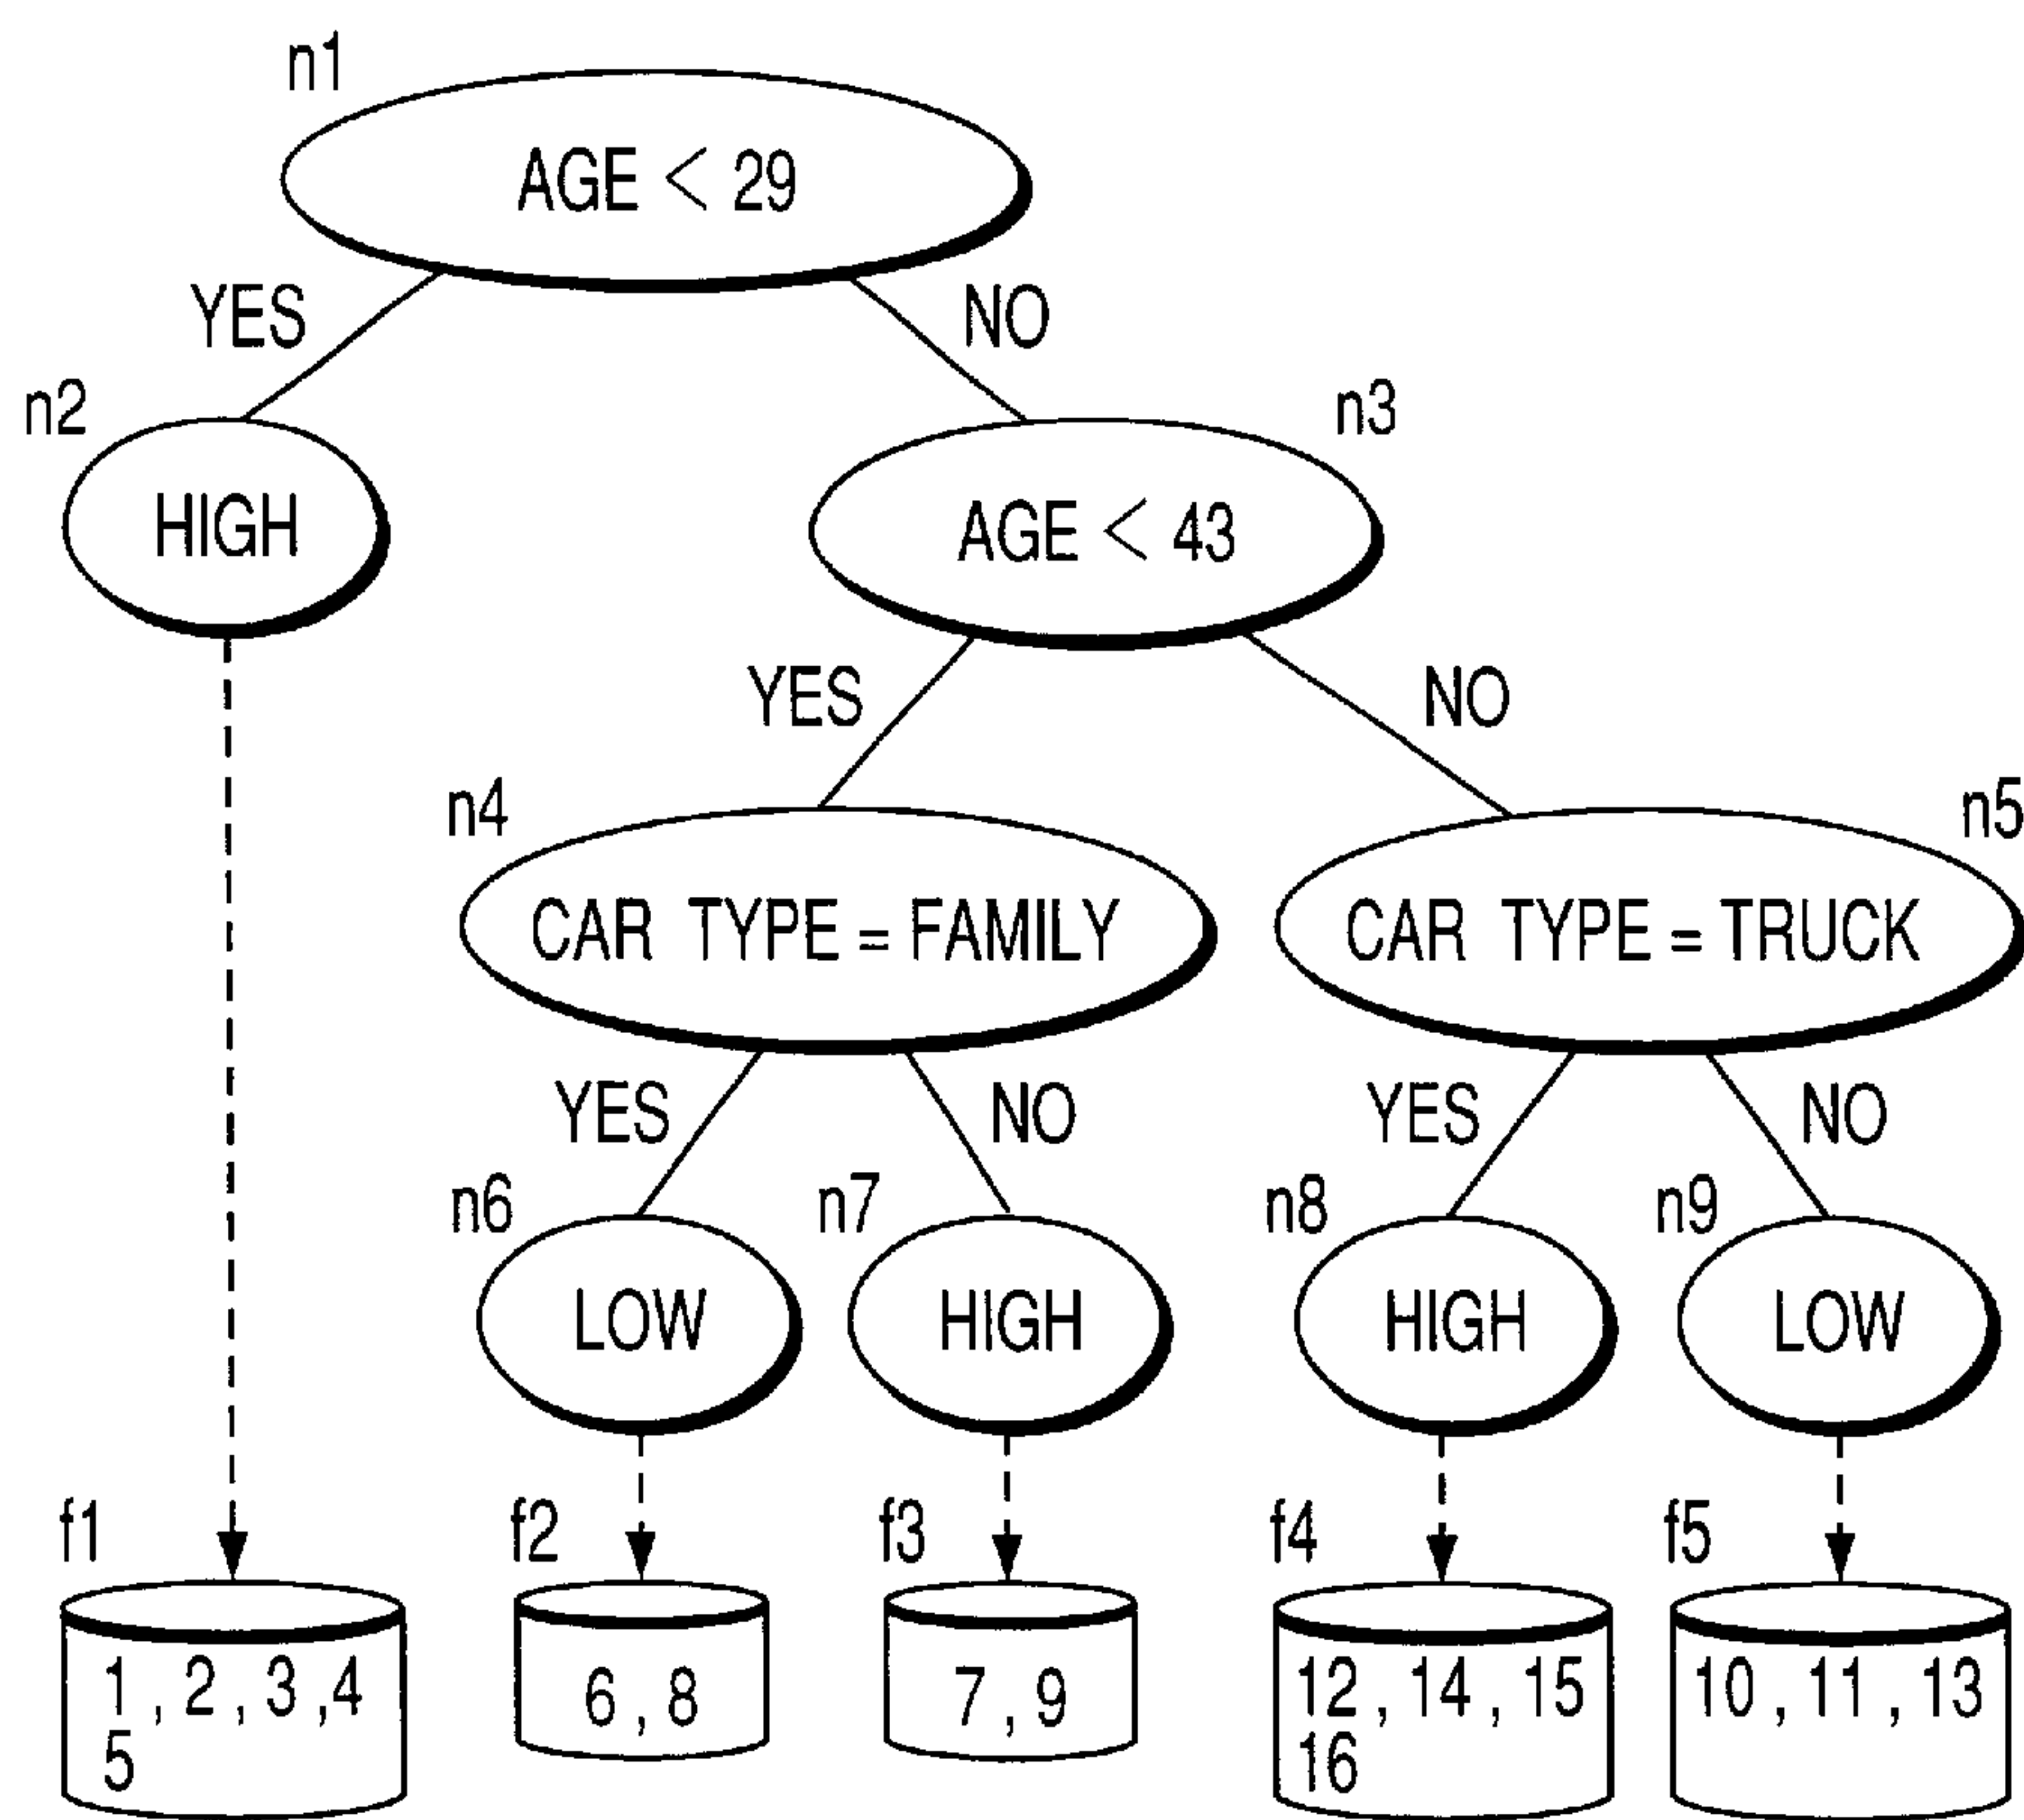 n1
AGE < 29
YES
NO
n2
HIGH
n3
AGE < 43
YES
NO
n4
CAR TYPE = FAMILY
n5
CAR TYPE = TRUCK
YES
NO
YES
NO
n6
LOW
n7
HIGH
n8
HIGH
n9
LOW
f1
f2
f3
f4
f5
1 , 2 , 3 , 4
5
6 , 8
7 , 9
12 , 14 , 15
16
10 , 11 , 13